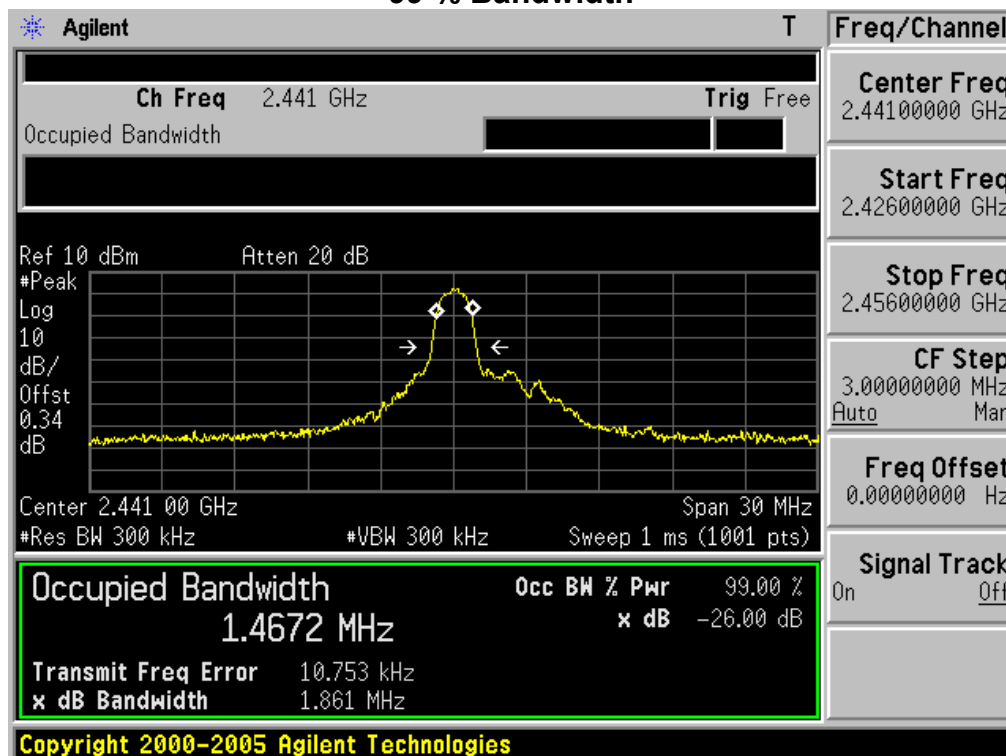 99 % Bandwidth
Agilent T
Ch Freq 2.441 GHz Trig Free
Occupied Bandwidth
Ref 10 dBm Atten 20 dB
#Peak
Log
10
dB/
Offst
0.34
dB
Center 2.441 00 GHz Span 30 MHz
#Res BW 300 kHz #VBW 300 kHz Sweep 1 ms (1001 pts)
Occupied Bandwidth
1.4672 MHz
Occ BW % Pwr 99.00 %
x dB -26.00 dB
Transmit Freq Error 10.753 kHz
x dB Bandwidth 1.861 MHz
Copyright 2000-2005 Agilent Technologies
Freq/Channel
Center Freq
2.44100000 GHz
Start Freq
2.42600000 GHz
Stop Freq
2.45600000 GHz
CF Step
3.00000000 MHz
Auto Man
Freq Offset
0.00000000 Hz
Signal Track
On Off